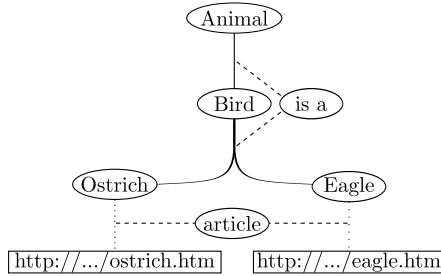 Animal
Bird
is a
Ostrich
Eagle
article
http://.../ostrich.htm
http://.../eagle.htm